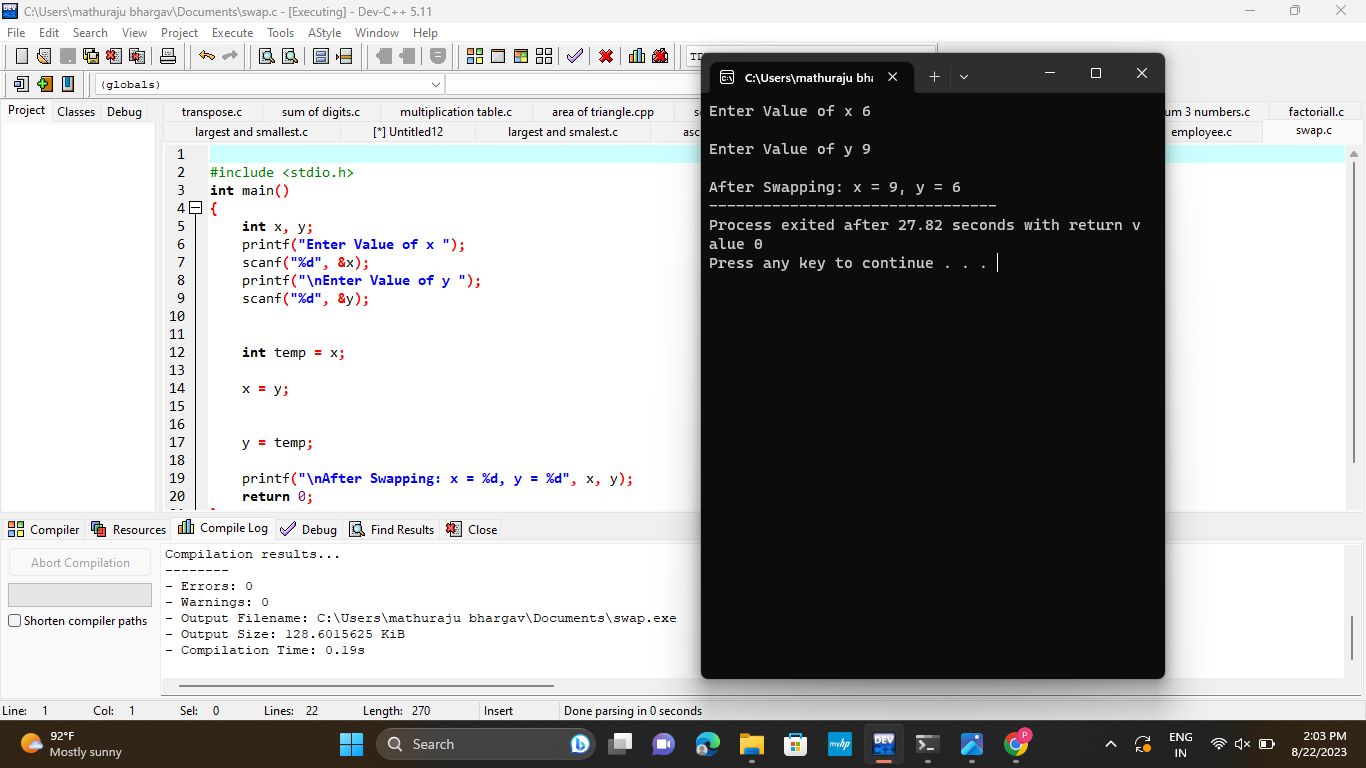 C:\Users\mathuraju bhargav\Documents\swap.c - [Executing] - Dev-C++ 5.11
File Edit Search View Project Execute Tools AStyle Window Help
(globals)
Project Classes Debug
transpose.c sum of digits.c multiplication table.c area of triangle.cpp um 3 numbers.c factoriall.c
largest and smallest.c [*] Untitled12 largest and smalest.c asc employee.c swap.c
1
2 #include <stdio.h>
3 int main()
4 {
5 int x, y;
6 printf("Enter Value of x ");
7 scanf("%d", &x);
8 printf("\nEnter Value of y ");
9 scanf("%d", &y);
10
11
12 int temp = x;
13
14 x = y;
15
16
17 y = temp;
18
19 printf("\nAfter Swapping: x = %d, y = %d", x, y);
20 return 0;
C:\Users\mathuraju bha
Enter Value of x 6
Enter Value of y 9
After Swapping: x = 9, y = 6
--------------------------------
Process exited after 27.82 seconds with return v
alue 0
Press any key to continue . . .
Compiler Resources Compile Log Debug Find Results Close
Abort Compilation
Shorten compiler paths
Compilation results...
--------
- Errors: 0
- Warnings: 0
- Output Filename: C:\Users\mathuraju bhargav\Documents\swap.exe
- Output Size: 128.6015625 KiB
- Compilation Time: 0.19s
Line: 1 Col: 1 Sel: 0 Lines: 22 Length: 270 Insert Done parsing in 0 seconds
92°F
Mostly sunny
Search
myhp
DEV
P
ENG
IN
2:03 PM
8/22/2023